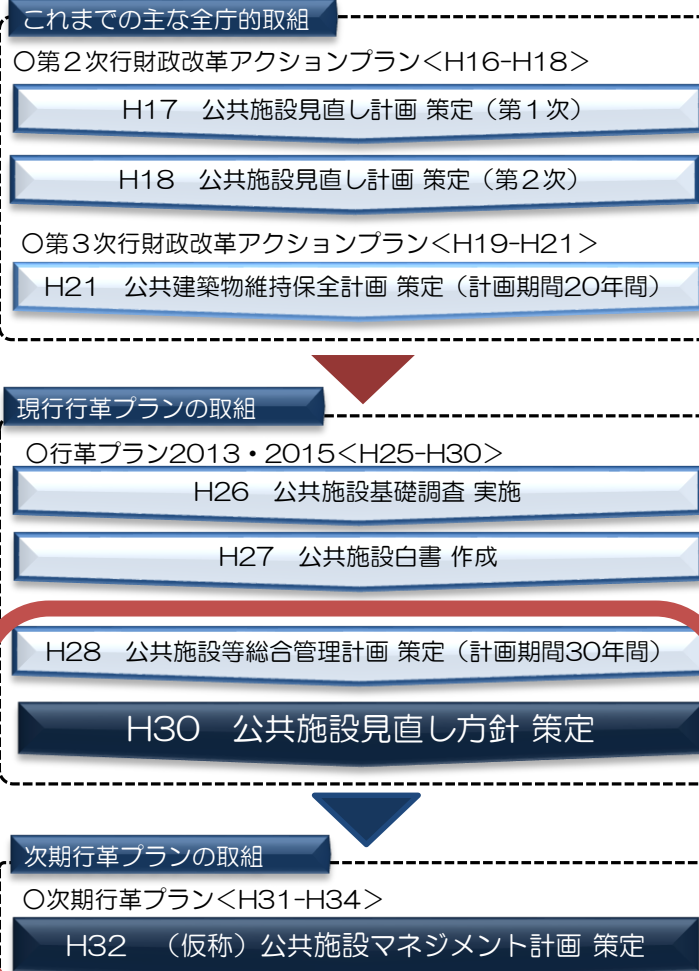 これまでの主な全庁的取組
○第２次行財政改革アクションプラン＜H16-H18＞
H17　公共施設見直し計画 策定（第１次）
H18　公共施設見直し計画 策定（第２次）
○第３次行財政改革アクションプラン＜H19-H21＞
H21　公共建築物維持保全計画 策定（計画期間20年間）
現行行革プランの取組
○行革プラン2013・2015＜H25-H30＞
H26　公共施設基礎調査 実施
H27　公共施設白書 作成
H28　公共施設等総合管理計画 策定（計画期間30年間）
H30　公共施設見直し方針 策定
次期行革プランの取組
○次期行革プラン＜H31-H34＞
H32　（仮称）公共施設マネジメント計画 策定